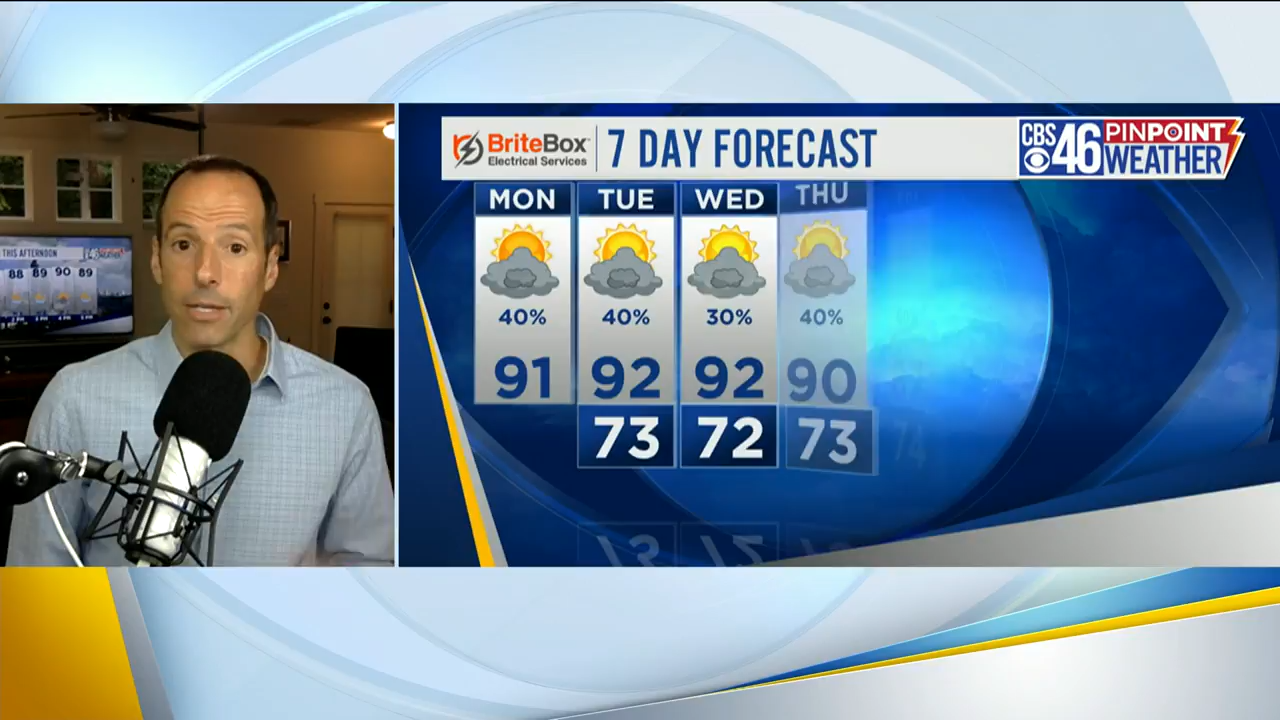 BriteBox
Electrical Services
7 DAY FORECAST
CBS 46 PINPOINT WEATHER
MON TUE WED THU
40% 40% 30% 40%
91 92 92 90
73 72 73
74
THIS AFTERNOON
88 89 90 89